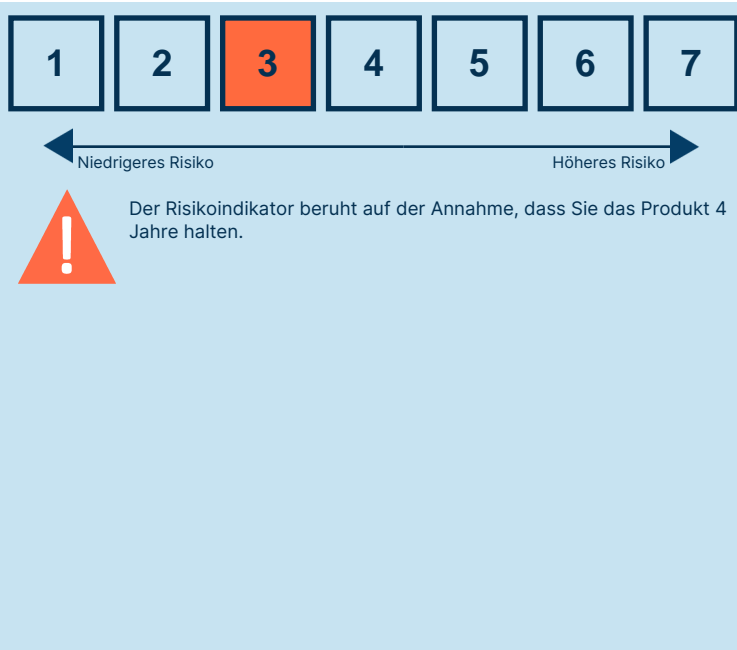 1 2 3 4 5 6 7
Niedrigeres Risiko Höheres Risiko
Der Risikoindikator beruht auf der Annahme, dass Sie das Produkt 4
Jahre halten.